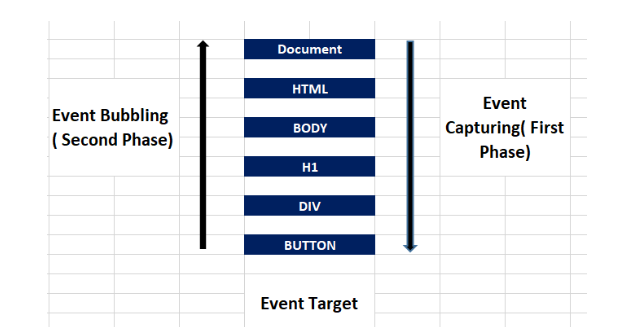 Document
HTML
Event Bubbling
( Second Phase)
BODY
Event
Capturing( First
Phase)
H1
DIV
BUTTON
Event Target